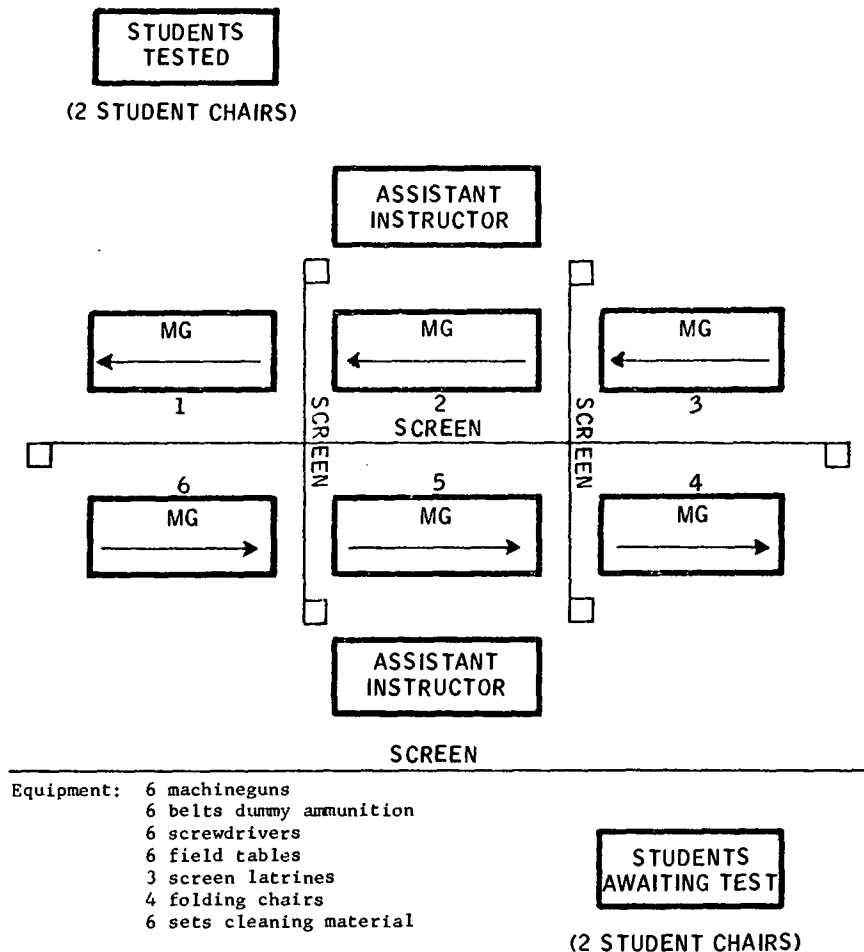 STUDENTS
TESTED
(2 STUDENT CHAIRS)
ASSISTANT
INSTRUCTOR
MG
MG
MG
1
2
3
SCREEN
SCREEN
SCREEN
6
5
4
MG
MG
MG
ASSISTANT
INSTRUCTOR
SCREEN
Equipment: 6 machineguns
6 belts dummy ammunition
6 screwdrivers
6 field tables
3 screen latrines
4 folding chairs
6 sets cleaning material
STUDENTS
AWAITING TEST
(2 STUDENT CHAIRS)